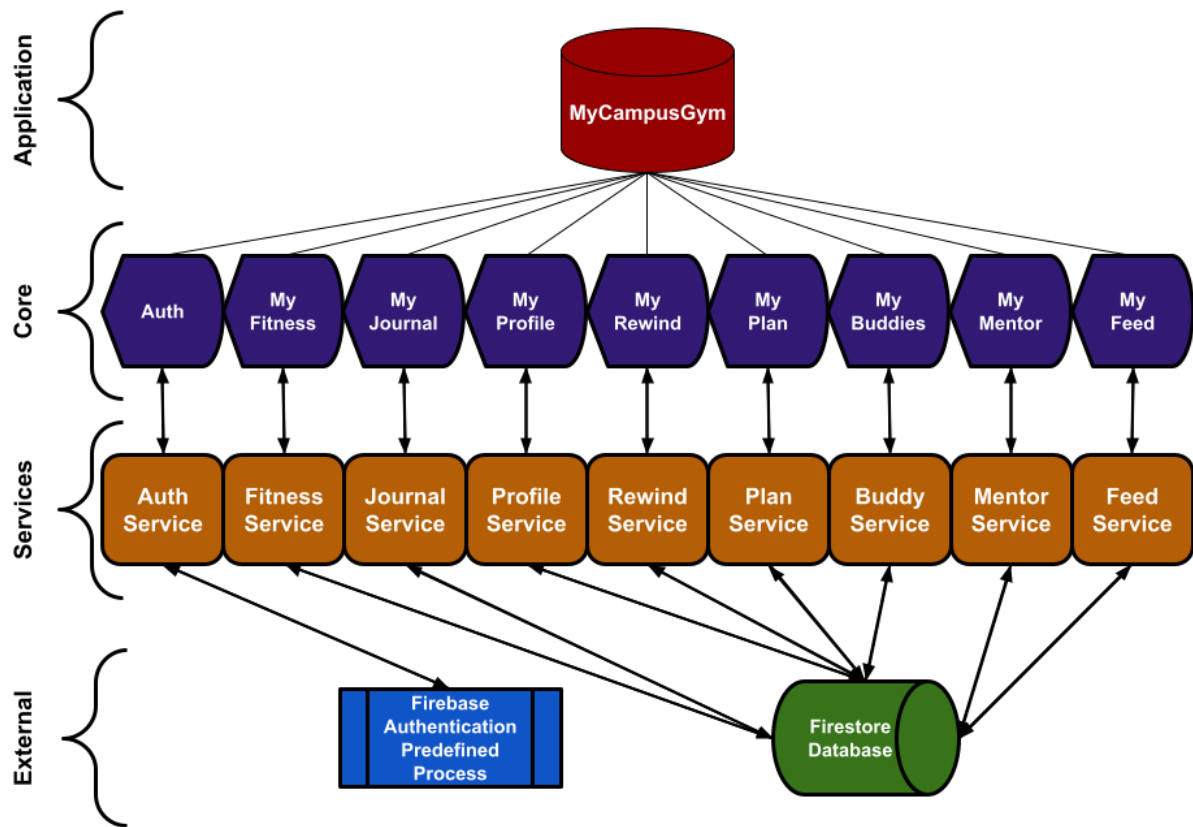 Application
MyCampusGym
Core
Auth
My
Fitness
My
Journal
My
Profile
My
Rewind
My
Plan
My
Buddies
My
Mentor
My
Feed
Services
Auth
Service
Fitness
Service
Journal
Service
Profile
Service
Rewind
Service
Plan
Service
Buddy
Service
Mentor
Service
Feed
Service
External
Firebase
Authentication
Predefined
Process
Firestore
Database